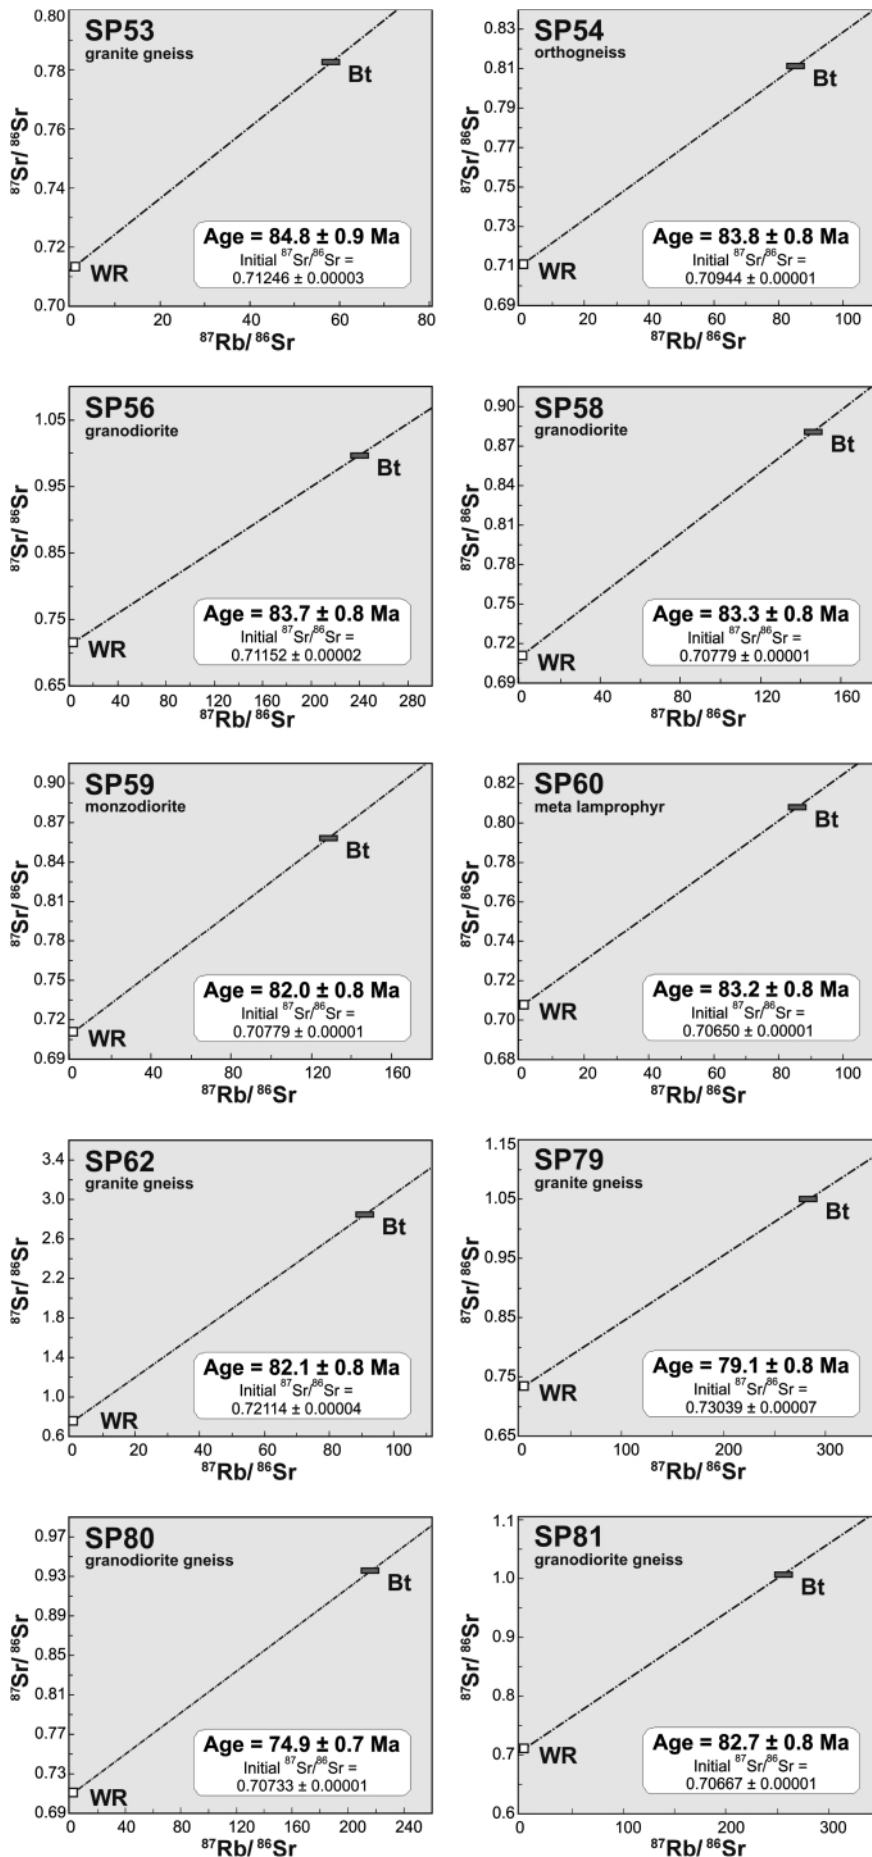 SP53
granite gneiss
0.80
0.78
0.76
0.74
0.72
0.70
87Sr/ 86Sr
Bt
WR
Age = 84.8 ± 0.9 Ma
Initial 87Sr/86Sr =
0.71246 ± 0.00003
0 20 40 60 80
87Rb/ 86Sr
SP54
orthogneiss
0.83
0.81
0.79
0.77
0.75
0.73
0.71
0.69
87Sr/ 86Sr
Bt
WR
Age = 83.8 ± 0.8 Ma
Initial 87Sr/86Sr =
0.70944 ± 0.00001
0 20 40 60 80 100
87Rb/ 86Sr
SP56
granodiorite
1.05
0.95
0.85
0.75
0.65
87Sr/ 86Sr
Bt
WR
Age = 83.7 ± 0.8 Ma
Initial 87Sr/86Sr =
0.71152 ± 0.00002
0 40 80 120 160 200 240 280
87Rb/ 86Sr
SP58
granodiorite
0.90
0.87
0.84
0.81
0.78
0.75
0.72
0.69
87Sr/ 86Sr
Bt
WR
Age = 83.3 ± 0.8 Ma
Initial 87Sr/86Sr =
0.70779 ± 0.00001
0 40 80 120 160
87Rb/ 86Sr
SP59
monzodiorite
0.90
0.87
0.84
0.81
0.78
0.75
0.72
0.69
87Sr/ 86Sr
Bt
WR
Age = 82.0 ± 0.8 Ma
Initial 87Sr/86Sr =
0.70779 ± 0.00001
0 40 80 120 160
87Rb/ 86Sr
SP60
meta lamprophyr
0.82
0.80
0.78
0.76
0.74
0.72
0.70
0.68
87Sr/ 86Sr
Bt
WR
Age = 83.2 ± 0.8 Ma
Initial 87Sr/86Sr =
0.70650 ± 0.00001
0 20 40 60 80 100
87Rb/ 86Sr
SP62
granite gneiss
3.4
3.0
2.6
2.2
1.8
1.4
1.0
0.6
87Sr/ 86Sr
Bt
WR
Age = 82.1 ± 0.8 Ma
Initial 87Sr/86Sr =
0.72114 ± 0.00004
0 20 40 60 80 100
87Rb/ 86Sr
SP79
granite gneiss
1.15
1.05
0.95
0.85
0.75
0.65
87Sr/ 86Sr
Bt
WR
Age = 79.1 ± 0.8 Ma
Initial 87Sr/86Sr =
0.73039 ± 0.00007
0 100 200 300
87Rb/ 86Sr
SP80
granodiorite gneiss
0.97
0.93
0.89
0.85
0.81
0.77
0.73
0.69
87Sr/ 86Sr
Bt
WR
Age = 74.9 ± 0.7 Ma
Initial 87Sr/86Sr =
0.70733 ± 0.00001
0 40 80 120 160 200 240
87Rb/ 86Sr
SP81
granodiorite gneiss
1.1
1.0
0.9
0.8
0.7
0.6
87Sr/ 86Sr
Bt
WR
Age = 82.7 ± 0.8 Ma
Initial 87Sr/86Sr =
0.70667 ± 0.00001
0 100 200 300
87Rb/ 86Sr